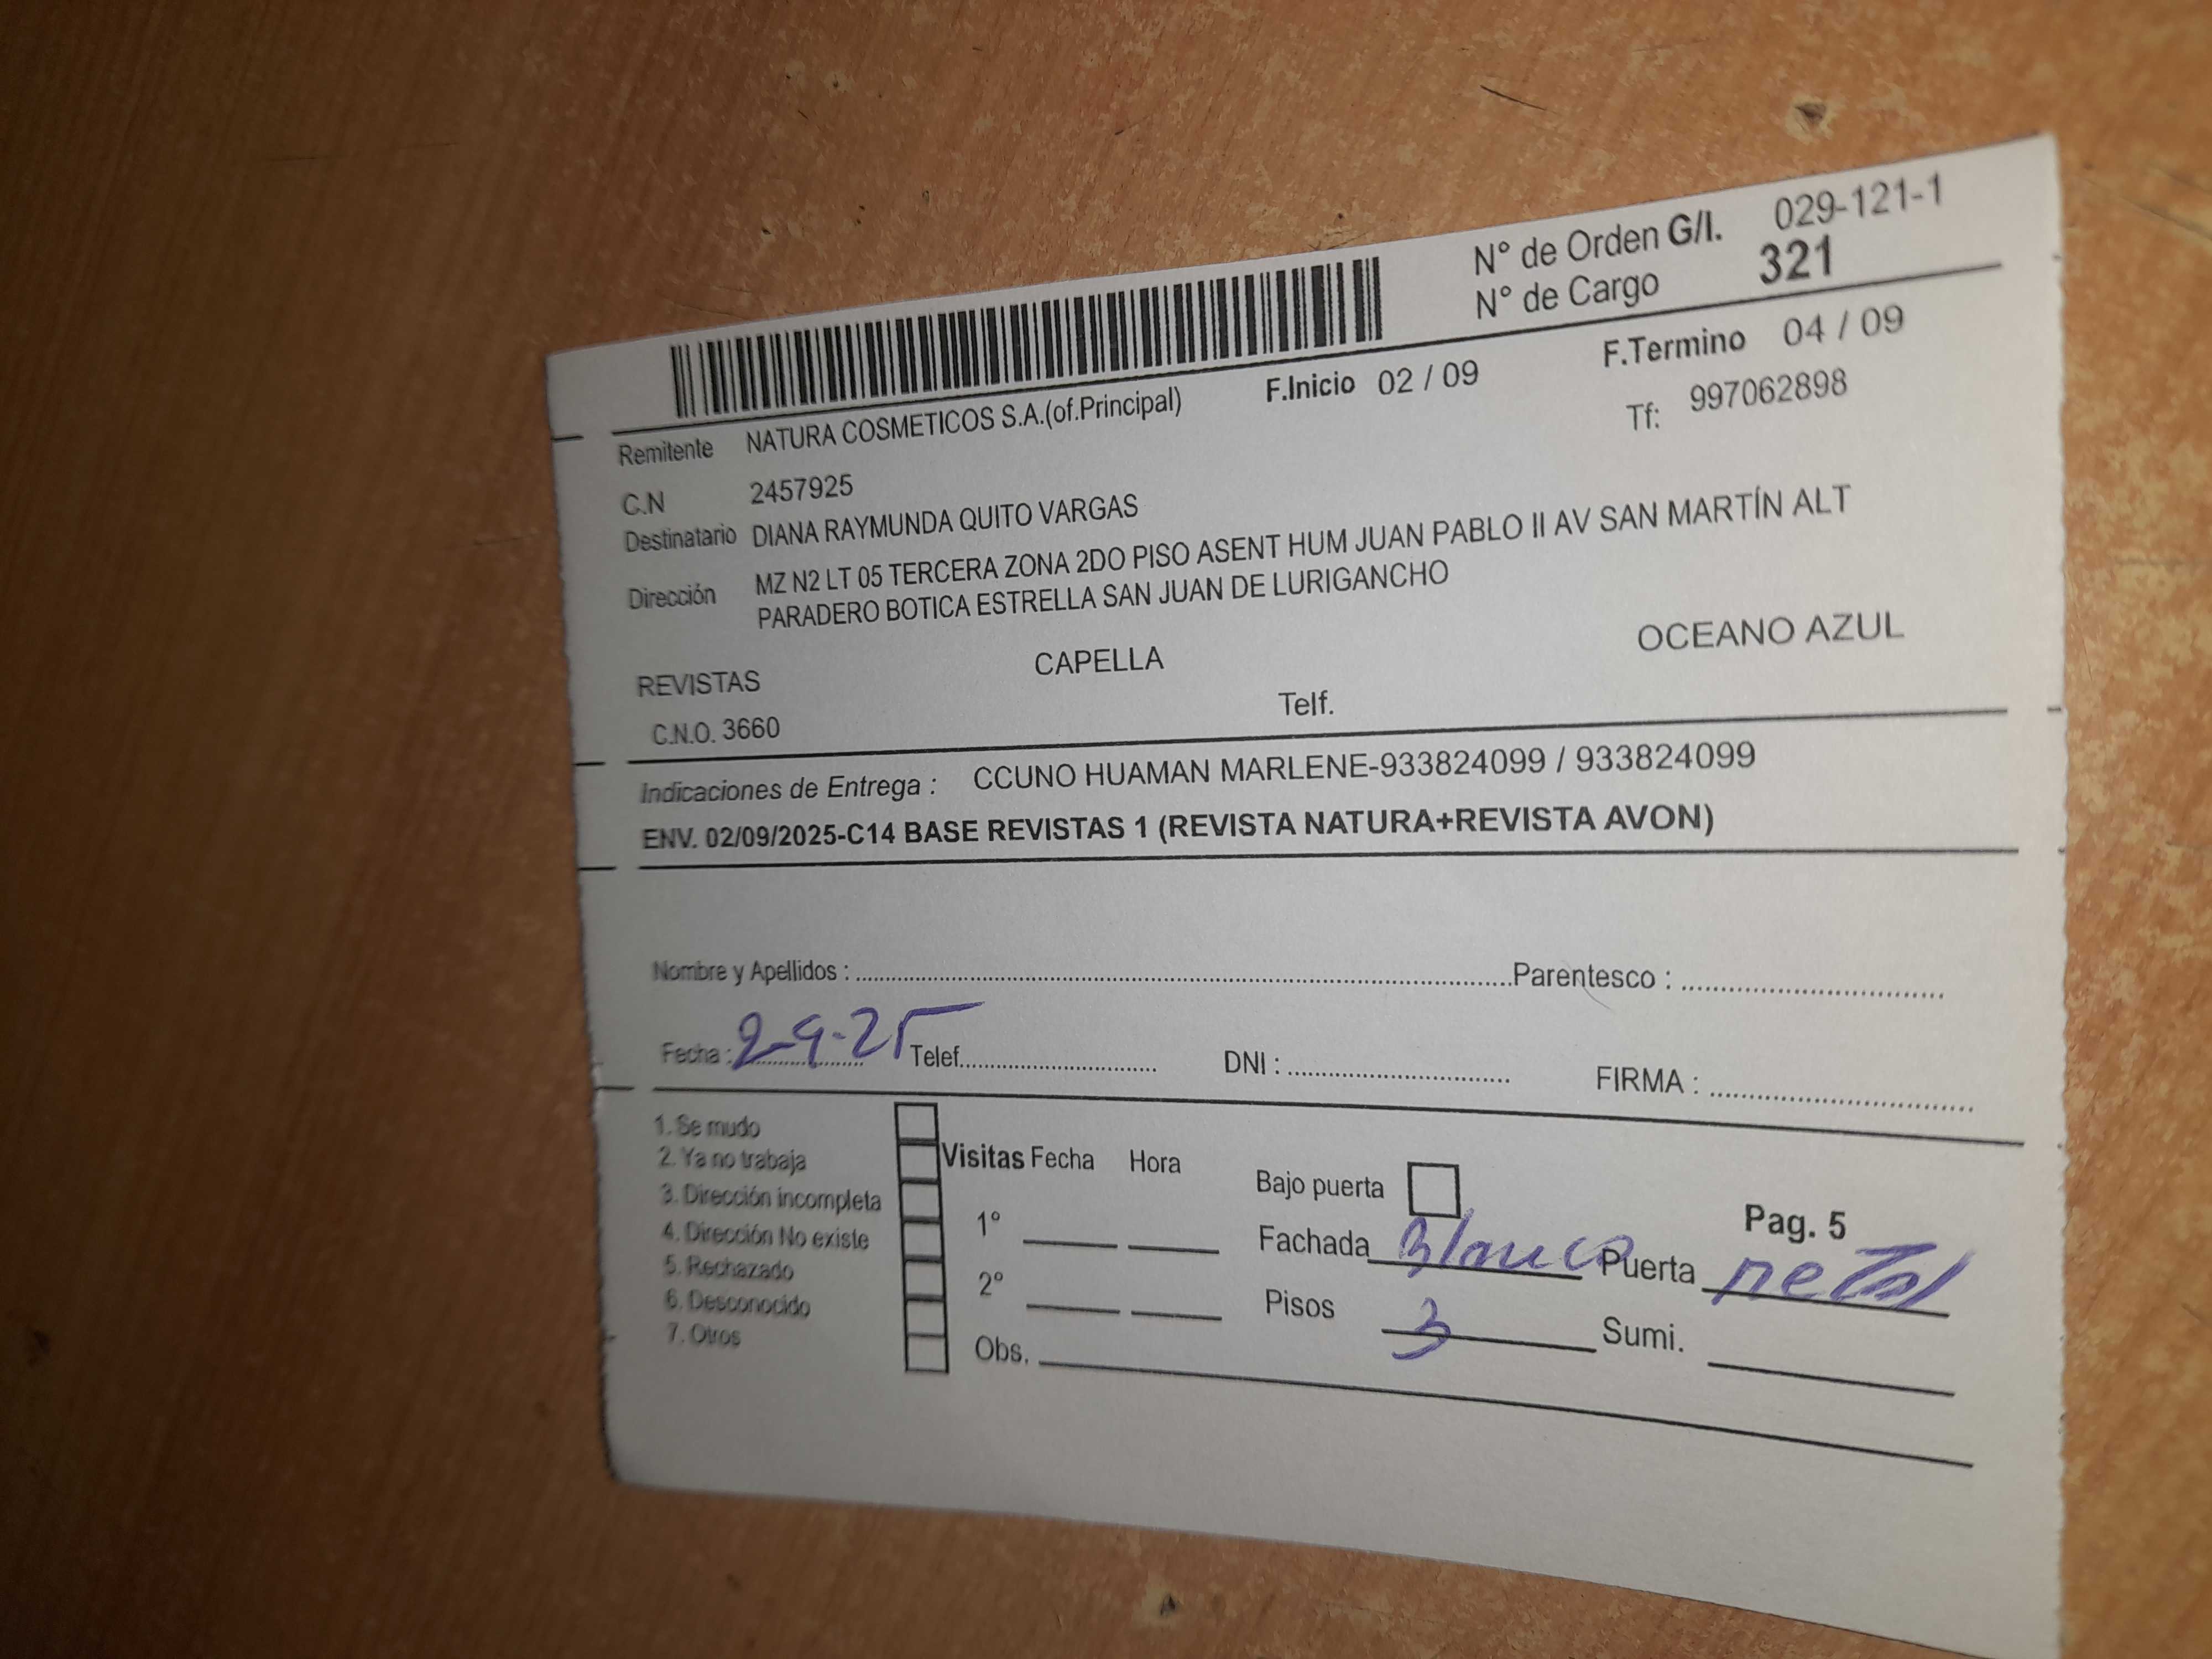 N° de Orden G/I. 029-121-1
N° de Cargo 321
F.Inicio 02 / 09 F.Termino 04 / 09
Remitente NATURA COSMETICOS S.A.(of.Principal) Tf: 997062898
C.N 2457925
Destinatario DIANA RAYMUNDA QUITO VARGAS
Dirección MZ N2 LT 05 TERCERA ZONA 2DO PISO ASENT HUM JUAN PABLO II AV SAN MARTÍN ALT
PARADERO BOTICA ESTRELLA SAN JUAN DE LURIGANCHO
REVISTAS CAPELLA OCEANO AZUL
C.N.O. 3660 Telf.
Indicaciones de Entrega : CCUNO HUAMAN MARLENE-933824099 / 933824099
ENV. 02/09/2025-C14 BASE REVISTAS 1 (REVISTA NATURA+REVISTA AVON)
Nombre y Apellidos : Parentesco :
Fecha : 2-9-25 Telef. DNI : FIRMA :
1. Se mudo
2. Ya no trabaja
3. Dirección incompleta
4. Dirección No existe
5. Rechazado
6. Desconocido
7. Otros
Visitas Fecha Hora
1°
2°
Obs.
Bajo puerta Pag. 5
Fachada Blanco Puerta metal
Pisos 3 Sumi.